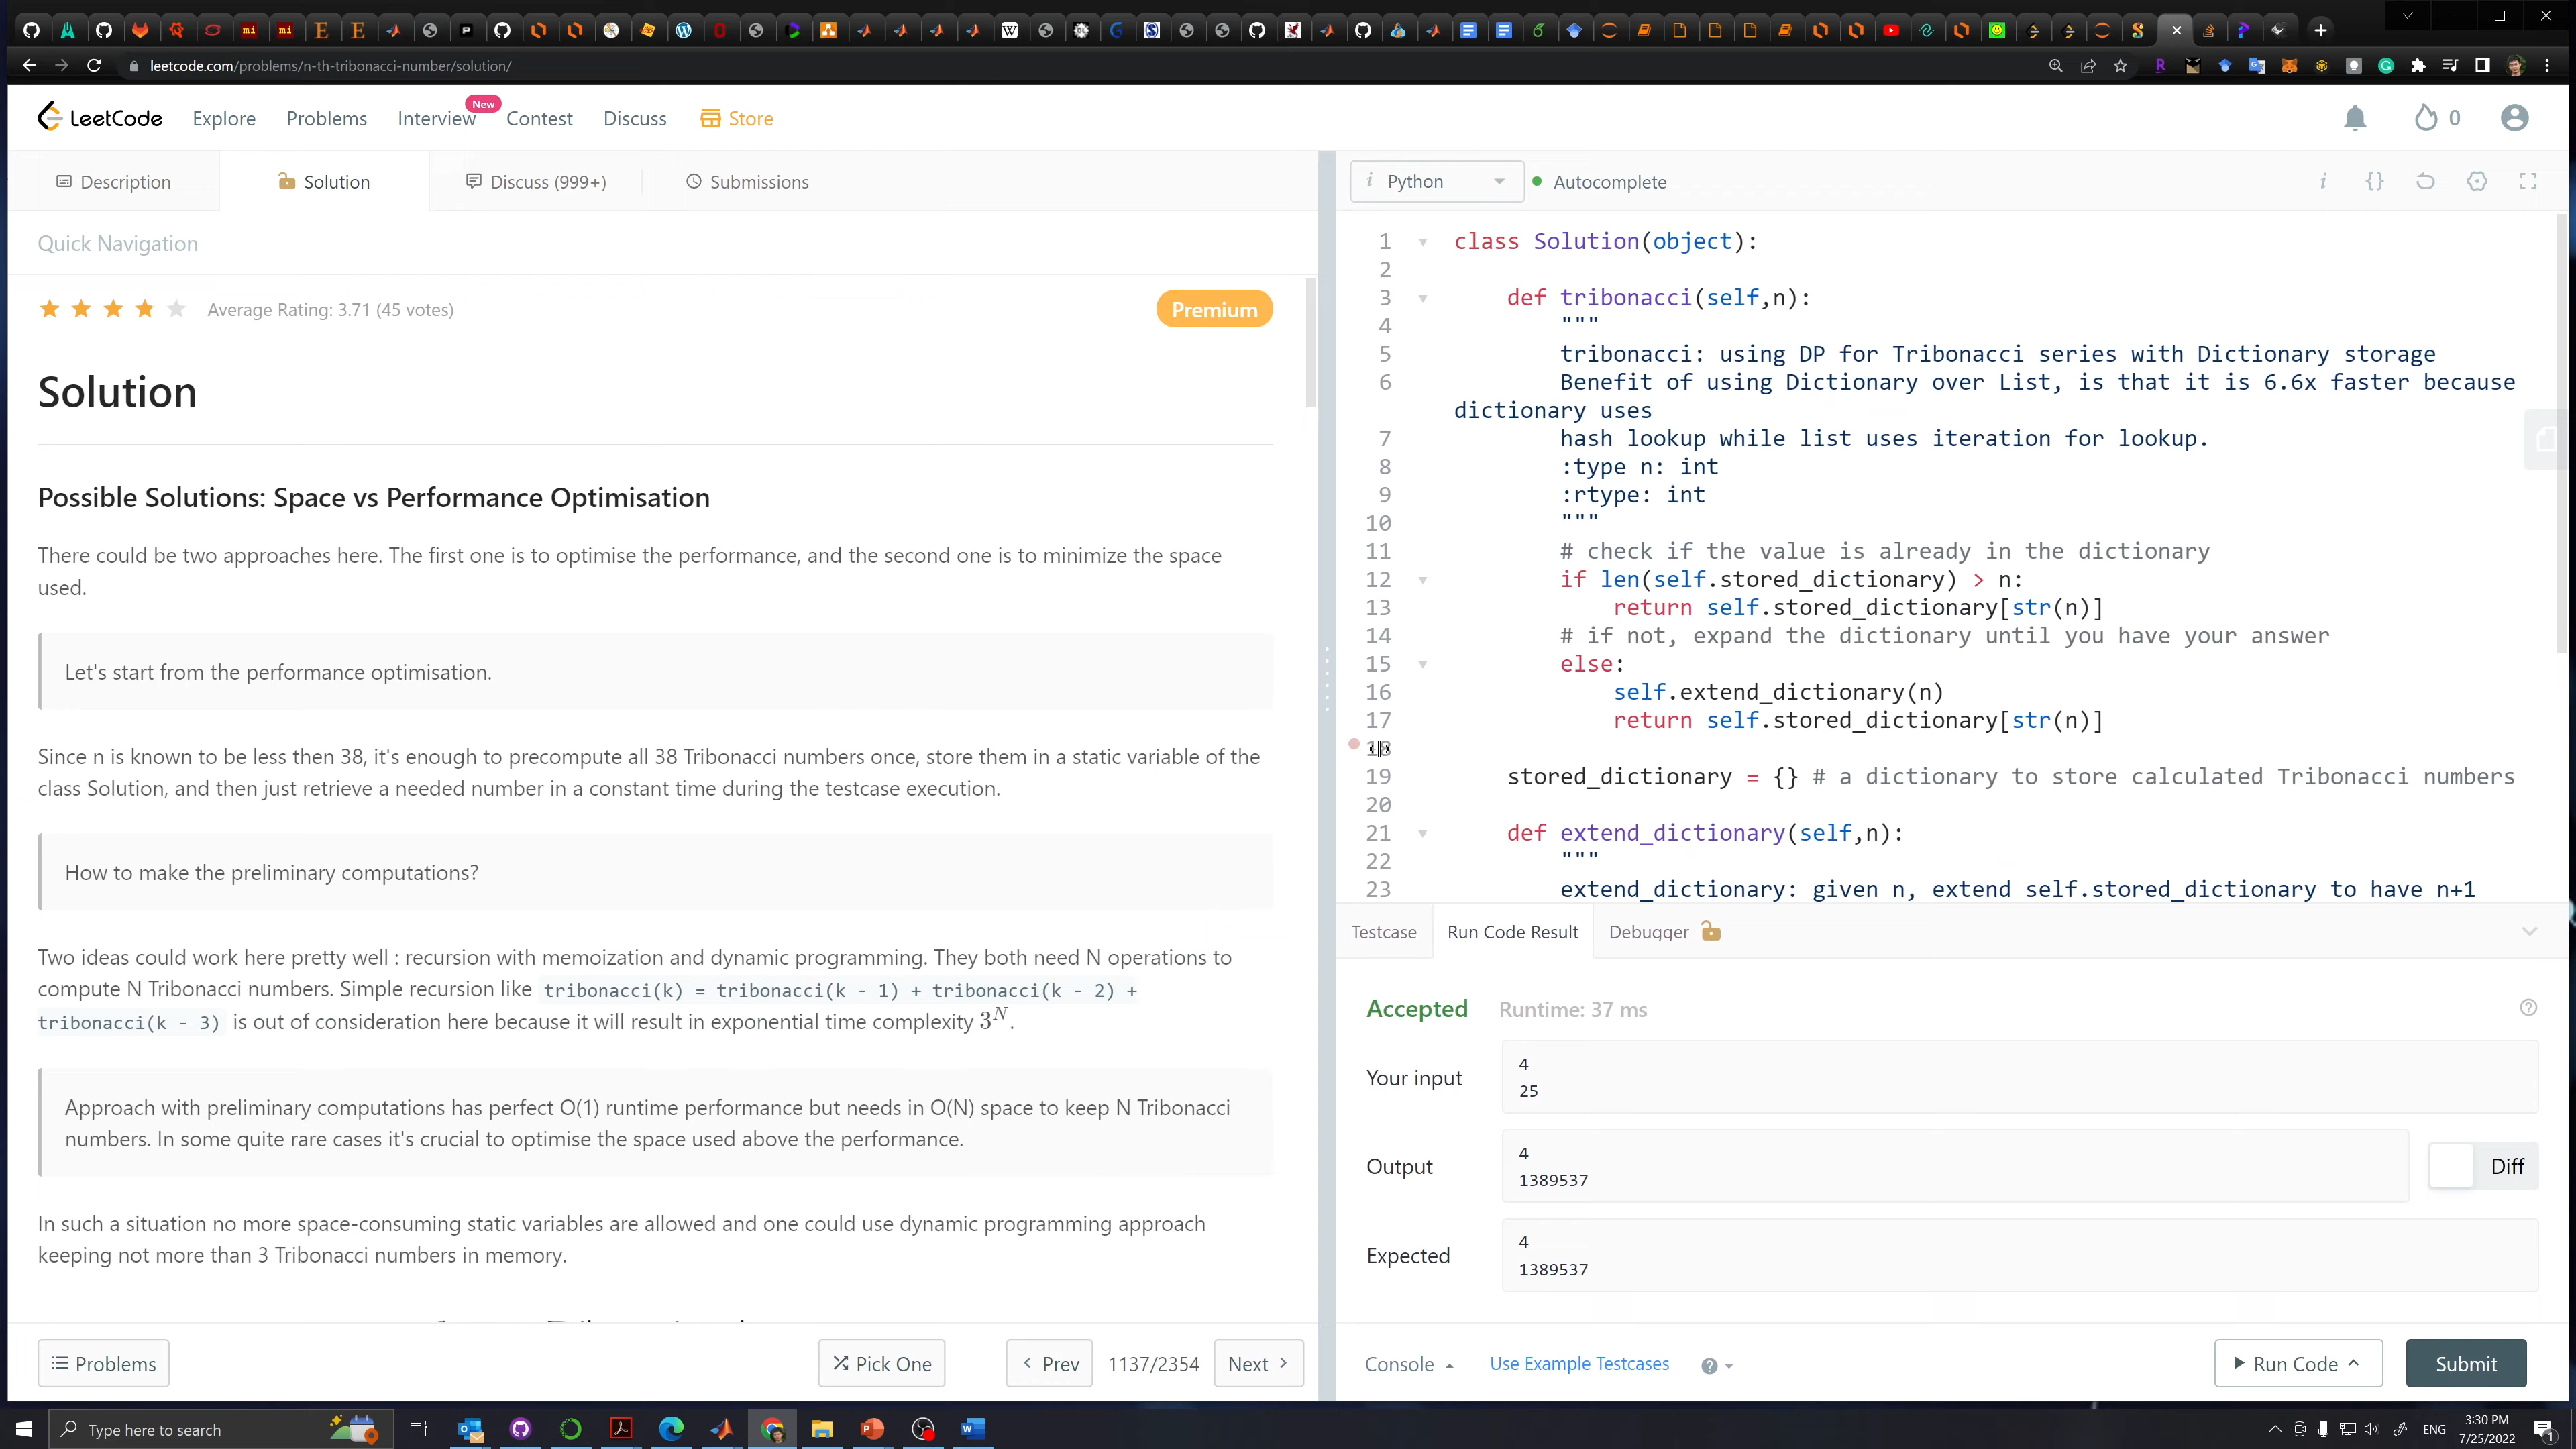 leetcode.com/problems/n-th-tribonacci-number/solution/
LeetCode
Explore
Problems
Interview
New
Contest
Discuss
Store
0
Description
Solution
Discuss (999+)
Submissions
Quick Navigation
Average Rating: 3.71 (45 votes)
Premium
Solution
Possible Solutions: Space vs Performance Optimisation
There could be two approaches here. The first one is to optimise the performance, and the second one is to minimize the space
used.
Let's start from the performance optimisation.
Since n is known to be less then 38, it's enough to precompute all 38 Tribonacci numbers once, store them in a static variable of the
class Solution, and then just retrieve a needed number in a constant time during the testcase execution.
How to make the preliminary computations?
Two ideas could work here pretty well : recursion with memoization and dynamic programming. They both need N operations to
compute N Tribonacci numbers. Simple recursion like tribonacci(k) = tribonacci(k - 1) + tribonacci(k - 2) +
tribonacci(k - 3) is out of consideration here because it will result in exponential time complexity 3^N.
Approach with preliminary computations has perfect O(1) runtime performance but needs in O(N) space to keep N Tribonacci
numbers. In some quite rare cases it's crucial to optimise the space used above the performance.
In such a situation no more space-consuming static variables are allowed and one could use dynamic programming approach
keeping not more than 3 Tribonacci numbers in memory.
Problems
Pick One
Prev
1137/2354
Next
i Python
Autocomplete
i {}
1 class Solution(object):
2
3 def tribonacci(self,n):
4 """
5 tribonacci: using DP for Tribonacci series with Dictionary storage
6 Benefit of using Dictionary over List, is that it is 6.6x faster because
dictionary uses
7 hash lookup while list uses iteration for lookup.
8 :type n: int
9 :rtype: int
10 """
11 # check if the value is already in the dictionary
12 if len(self.stored_dictionary) > n:
13 return self.stored_dictionary[str(n)]
14 # if not, expand the dictionary until you have your answer
15 else:
16 self.extend_dictionary(n)
17 return self.stored_dictionary[str(n)]
18
19 stored_dictionary = {} # a dictionary to store calculated Tribonacci numbers
20
21 def extend_dictionary(self,n):
22 """
23 extend_dictionary: given n, extend self.stored_dictionary to have n+1
Testcase
Run Code Result
Debugger
Accepted
Runtime: 37 ms
Your input
4
25
Output
4
1389537
Diff
Expected
4
1389537
Console
Use Example Testcases
Run Code
Submit
Type here to search
ENG
3:30 PM
7/25/2022
1